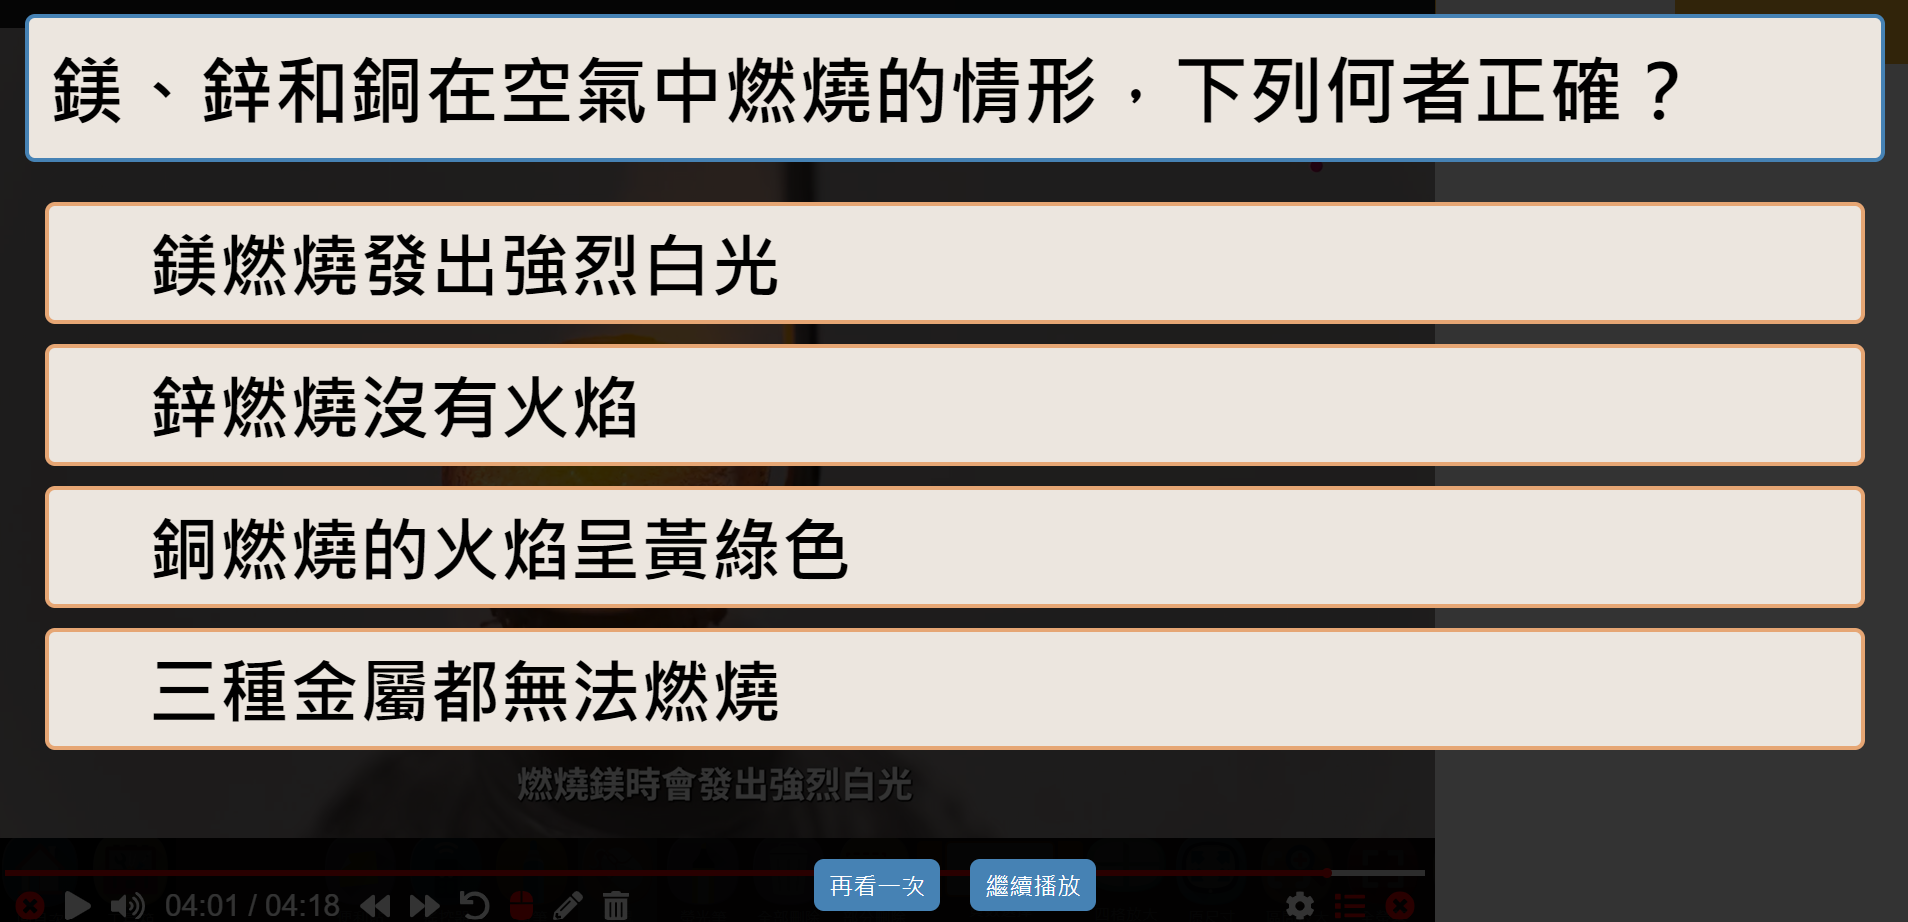 鎂、鋅和銅在空氣中燃燒的情形，下列何者正確？
鎂燃燒發出強烈白光
鋅燃燒沒有火焰
銅燃燒的火焰呈黃綠色
三種金屬都無法燃燒
燃燒鎂時會發出強烈白光
再看一次
繼續播放
04:01 / 04:18